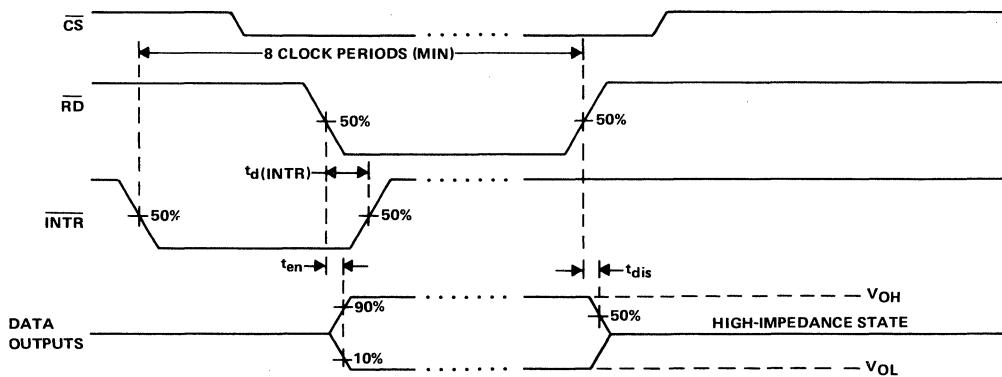 CS
8 CLOCK PERIODS (MIN)
RD
50%
50%
td(INTR)
INTR
50%
50%
ten
tdis
90%
VOH
DATA
OUTPUTS
50%
HIGH-IMPEDANCE STATE
10%
VOL